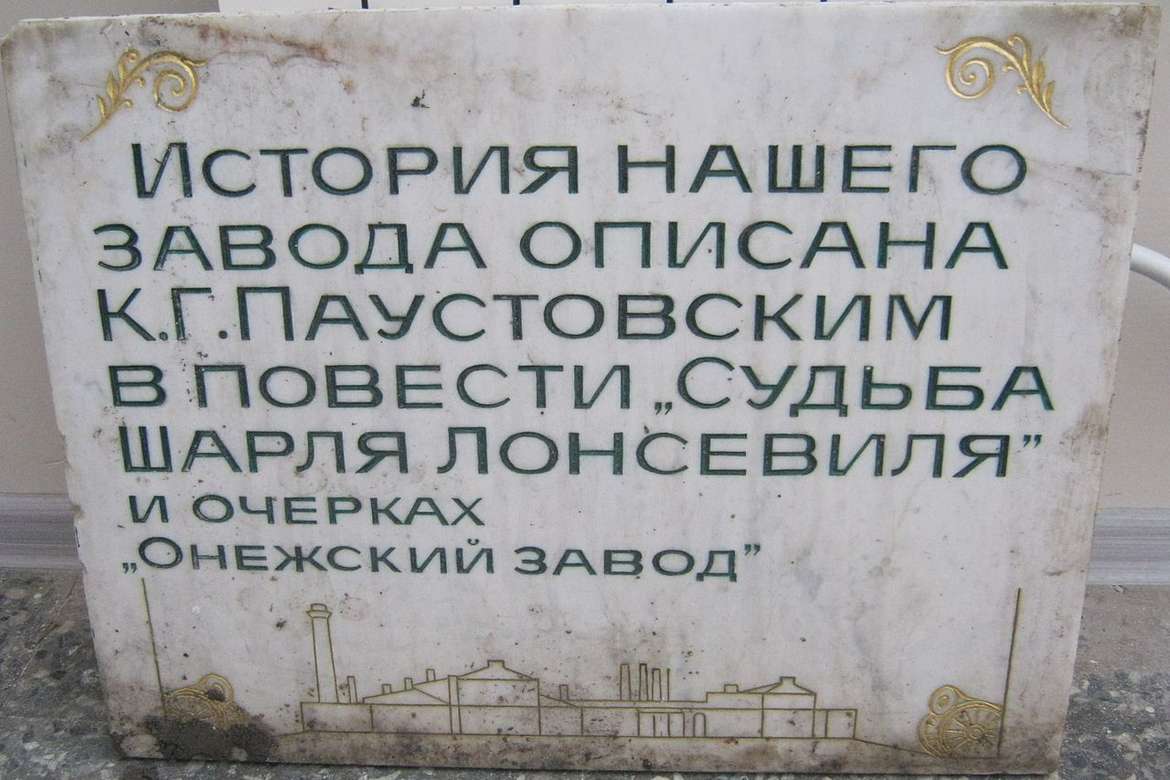 История нашего
завода описана
К.Г.Паустовским
в повести „Судьба
Шарля Лонсевиля”
и очерках
„Онежский завод”